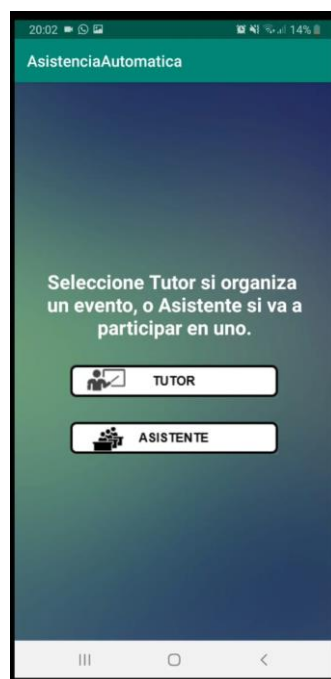 20:02 14%
AsistenciaAutomatica
Seleccione Tutor si organiza
un evento, o Asistente si va a
participar en uno.
TUTOR
ASISTENTE